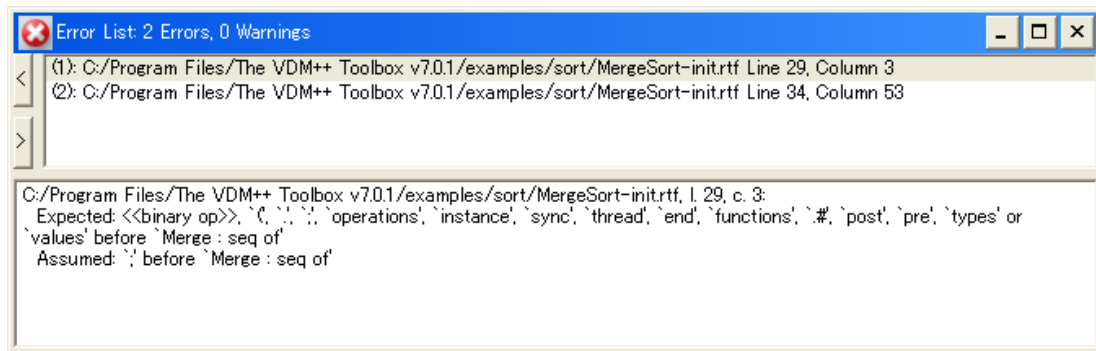 Error List: 2 Errors, 0 Warnings
<
(1): C:/Program Files/The VDM++ Toolbox v7.0.1/examples/sort/MergeSort-init.rtf Line 29, Column 3
(2): C:/Program Files/The VDM++ Toolbox v7.0.1/examples/sort/MergeSort-init.rtf Line 34, Column 53
>
C:/Program Files/The VDM++ Toolbox v7.0.1/examples/sort/MergeSort-init.rtf, l. 29, c. 3:
Expected: <<binary op>>, `(', `.', `;', `operations', `instance', `sync', `thread', `end', `functions', `.#', `post', `pre', `types' or
`values' before `Merge : seq of'
Assumed: `;' before `Merge : seq of'